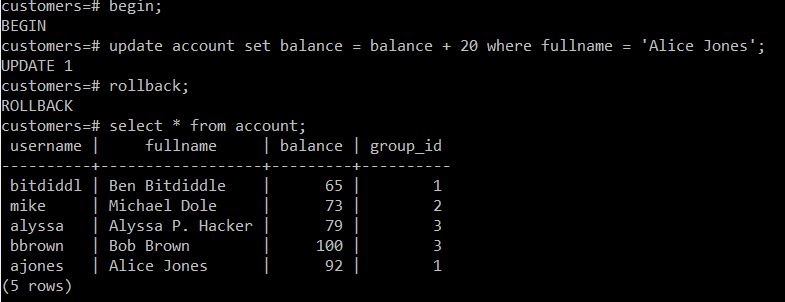 customers=# begin;
BEGIN
customers=# update account set balance = balance + 20 where fullname = 'Alice Jones';
UPDATE 1
customers=# rollback;
ROLLBACK
customers=# select * from account;
 username |     fullname     | balance | group_id
----------+------------------+---------+----------
 bitdiddl | Ben Bitdiddle    |      65 |        1
 mike     | Michael Dole     |      73 |        2
 alyssa   | Alyssa P. Hacker |      79 |        3
 bbrown   | Bob Brown        |     100 |        3
 ajones   | Alice Jones      |      92 |        1
(5 rows)